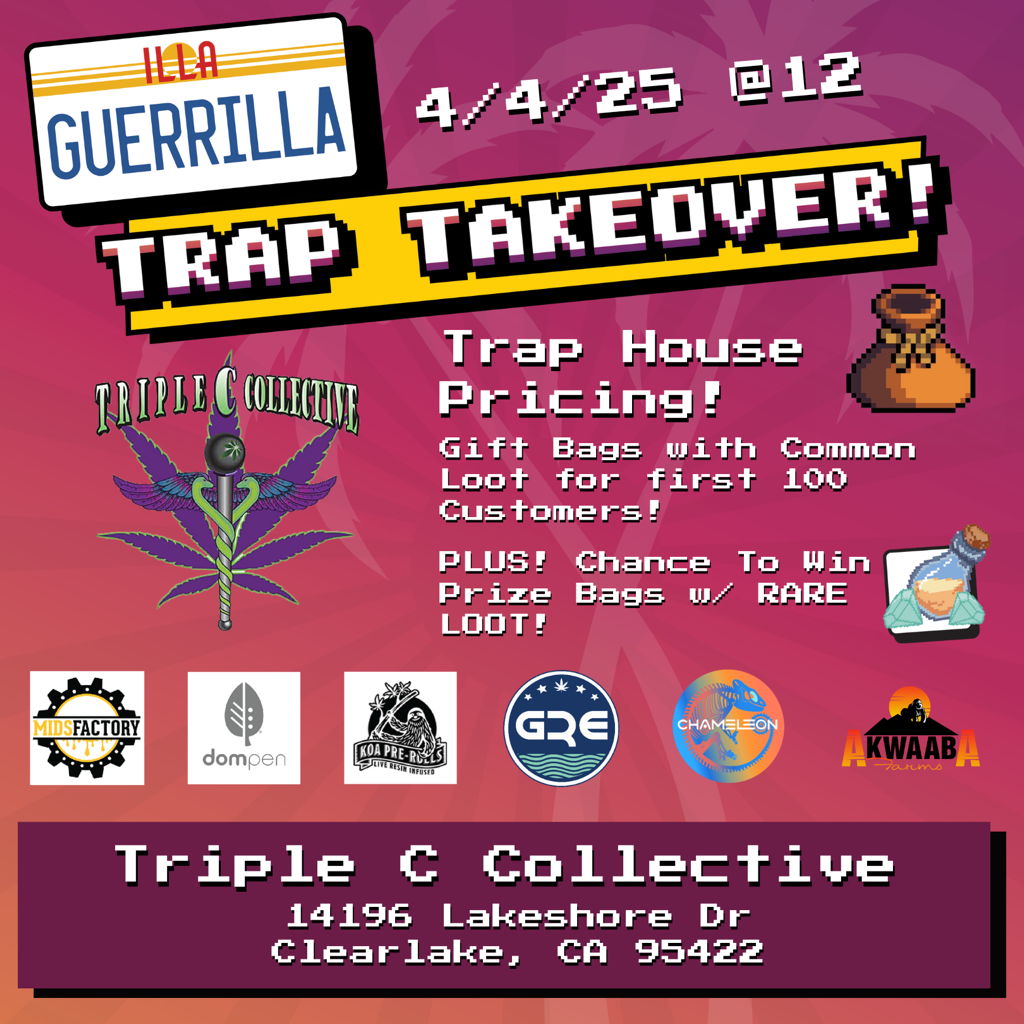 ILLA
GUERRILLA
4/4/25 @12
TRAP TAKEOVER!
TRIPLE C COLLECTIVE
Trap House
Pricing!
Gift Bags with Common
Loot for first 100
Customers!
PLUS! Chance To Win
Prize Bags w/ RARE
LOOT!
MIDSFACTORY
dompen
KOA PRE-ROLLS
LIVE RESIN INFUSED
GRE
CHAMELEON
AKWAABA
Farms
Triple C Collective
14196 Lakeshore Dr
Clearlake, CA 95422